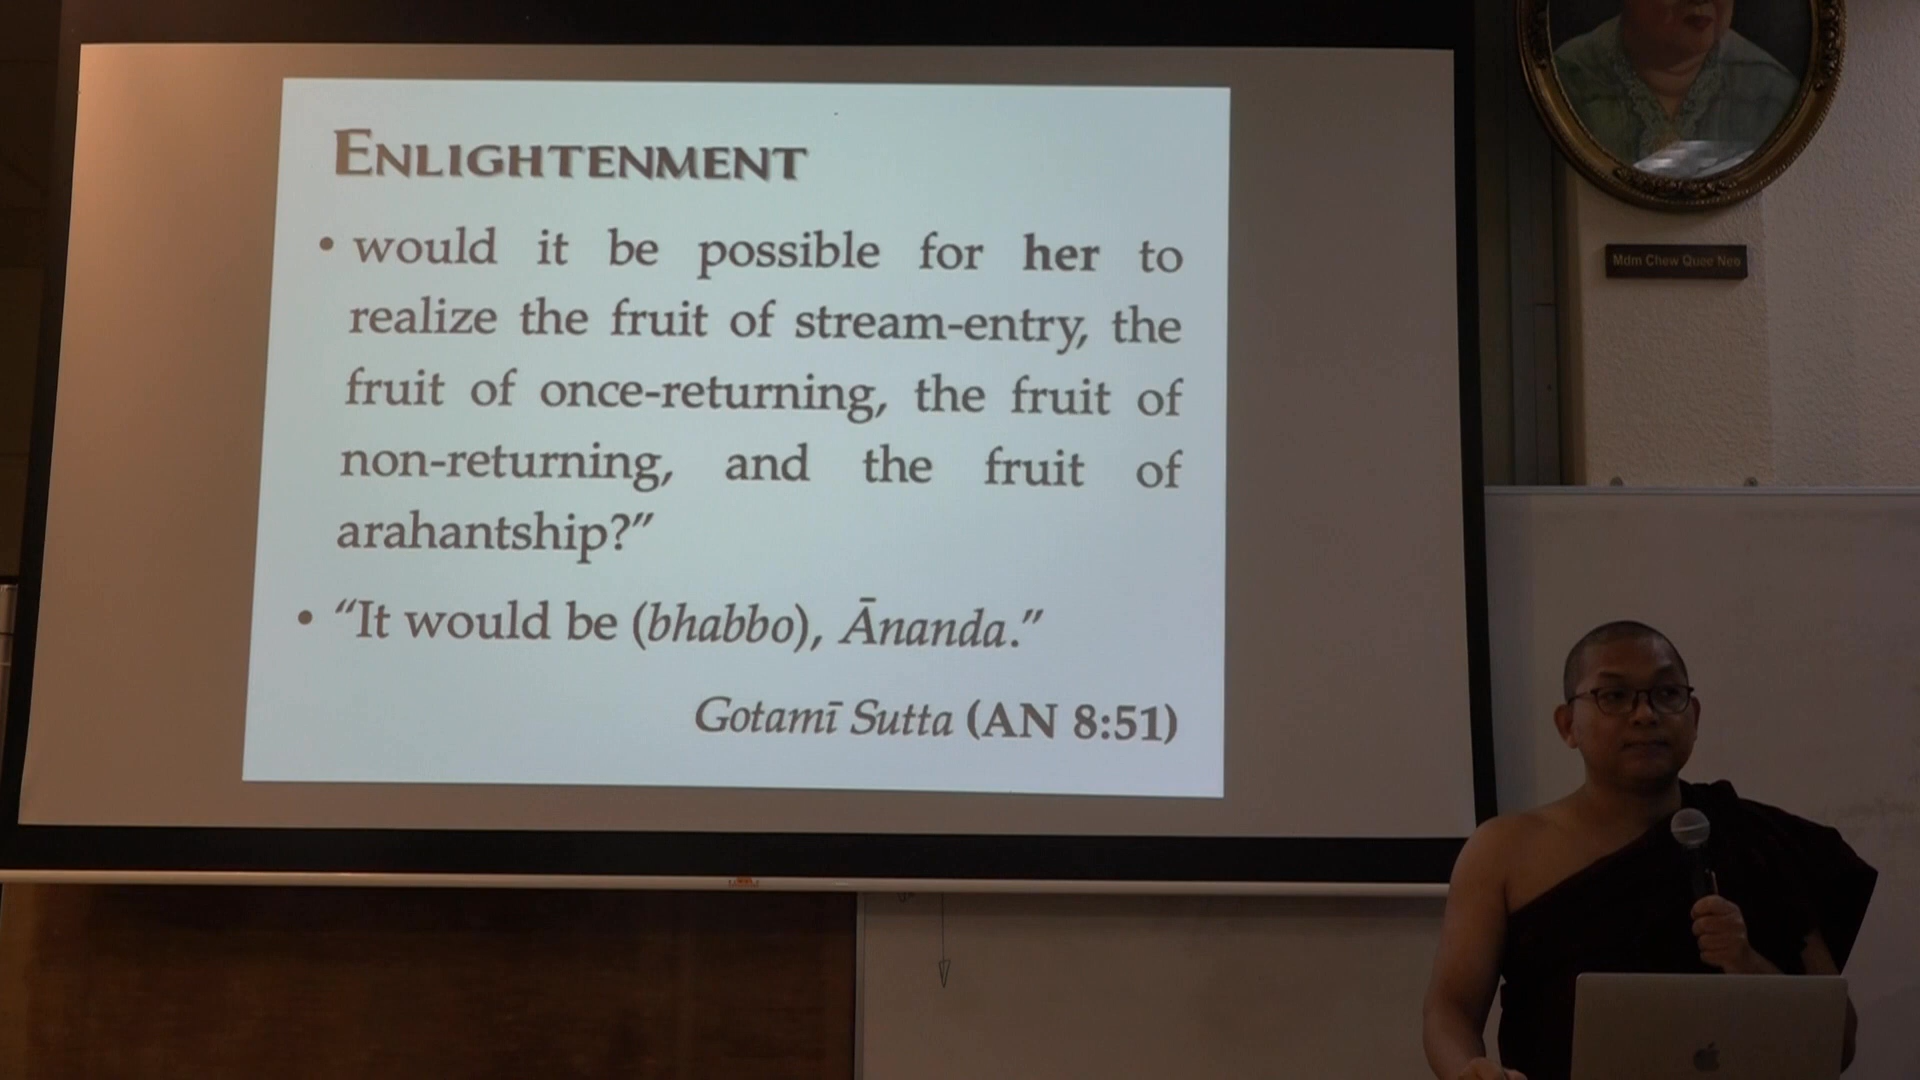 ENLIGHTENMENT
• would it be possible for her to
realize the fruit of stream-entry, the
fruit of once-returning, the fruit of
non-returning, and the fruit of
arahantship?”
• “It would be (bhabbo), Ānanda.”
Gotamī Sutta (AN 8:51)
Mdm Chew Quee Neo